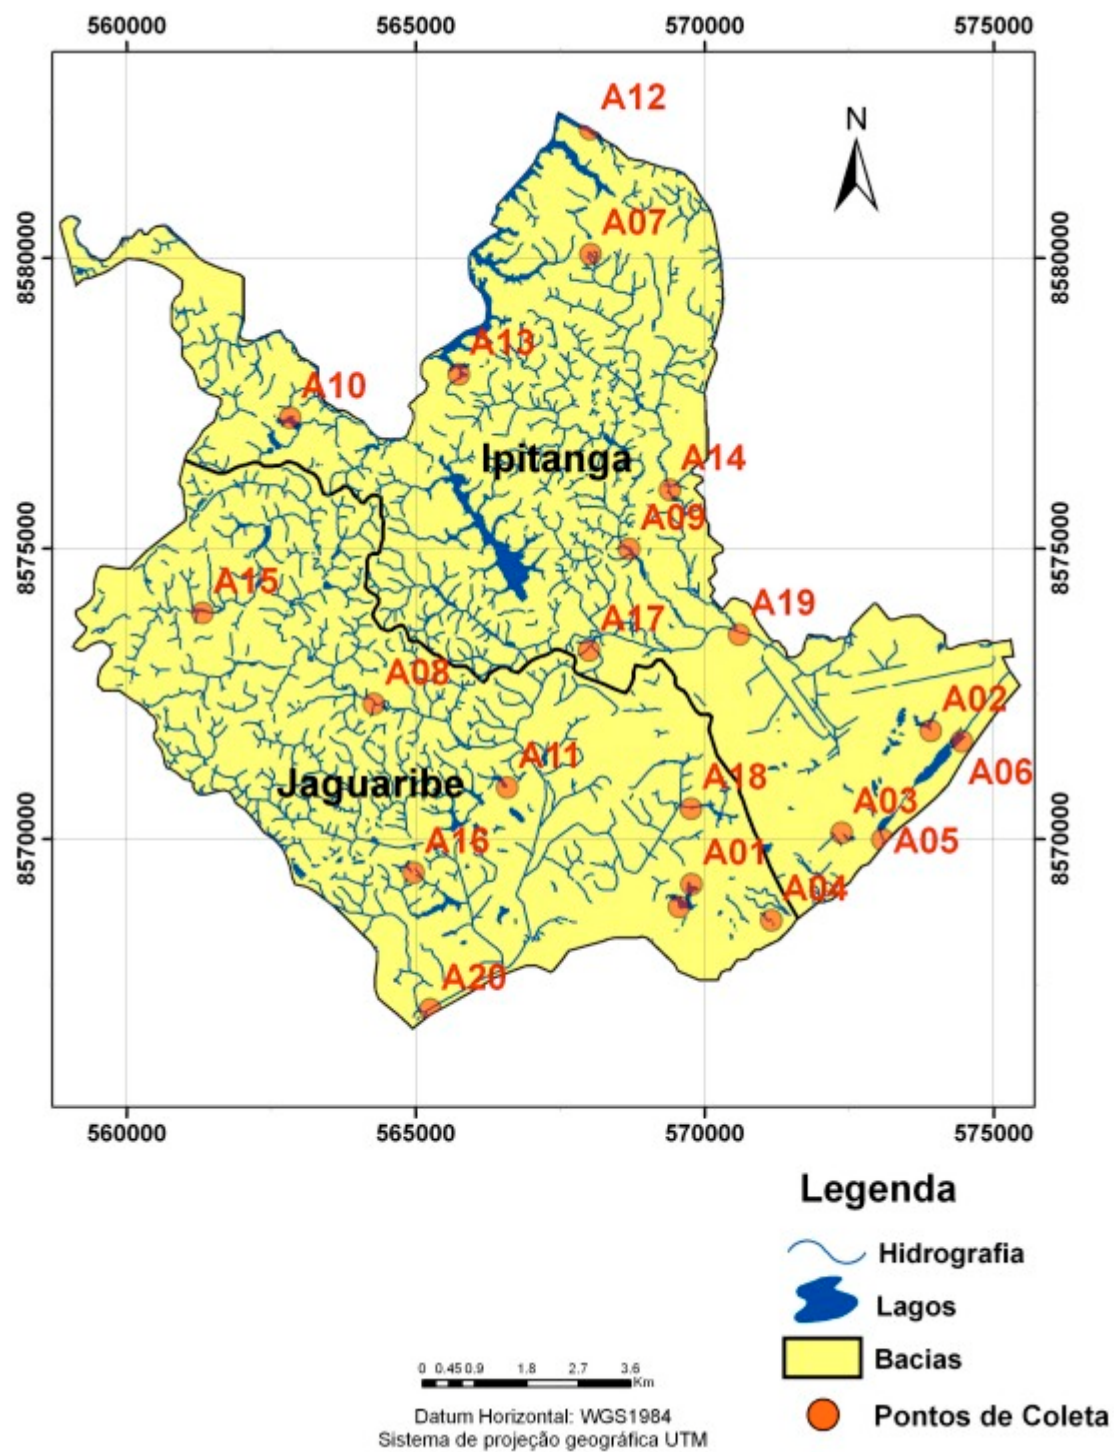 560000 565000 570000 575000
A12
N
A07
8580000 8580000
A13
A10
Ipitanga
A14
A09
8575000 8575000
A15
A19
A17
A08
A02
A11
A18
A06
Jaguaribe
A03
A16
A01
A05
8570000 8570000
A04
A20
560000 565000 570000 575000
Legenda
Hidrografia
Lagos
Bacias
Pontos de Coleta
0 0.45 0.9 1.8 2.7 3.6
Km
Datum Horizontal: WGS1984
Sistema de projeção geográfica UTM